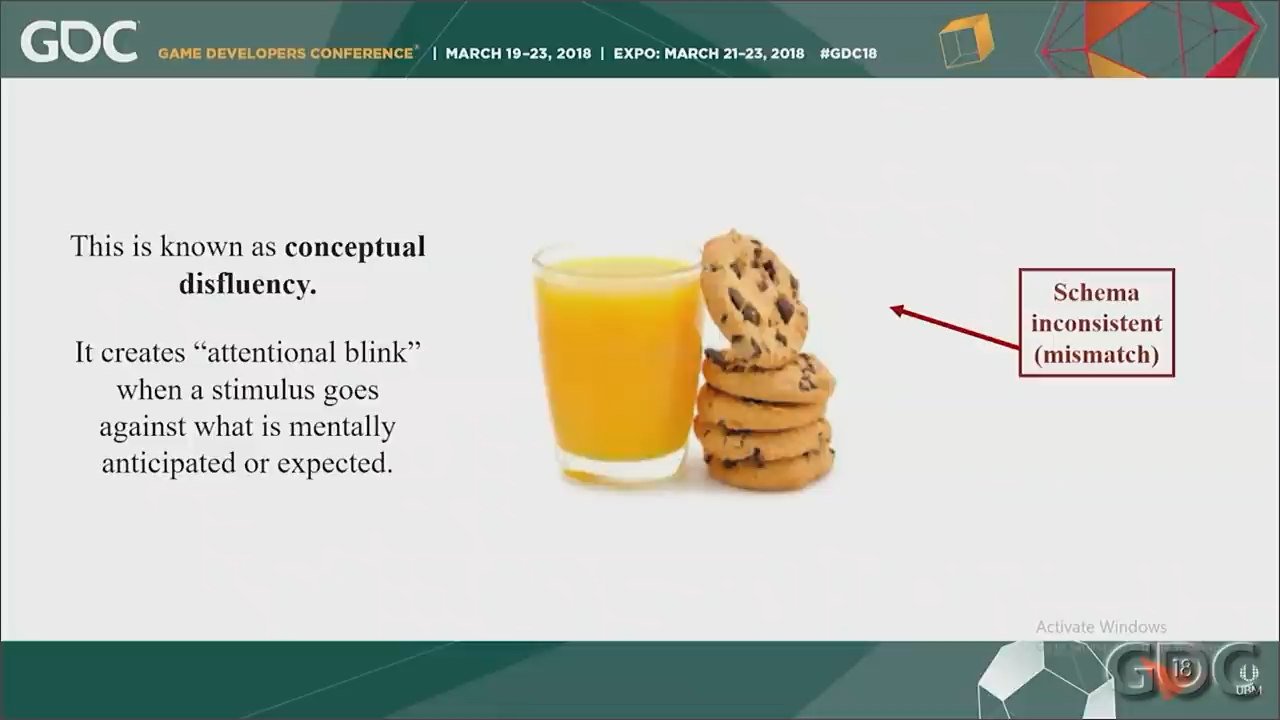 GDC
GAME DEVELOPERS CONFERENCE® | MARCH 19–23, 2018 | EXPO: MARCH 21–23, 2018 #GDC18
This is known as conceptual
disfluency.
It creates “attentional blink”
when a stimulus goes
against what is mentally
anticipated or expected.
Schema
inconsistent
(mismatch)
Activate Windows
GDC
18
UBM